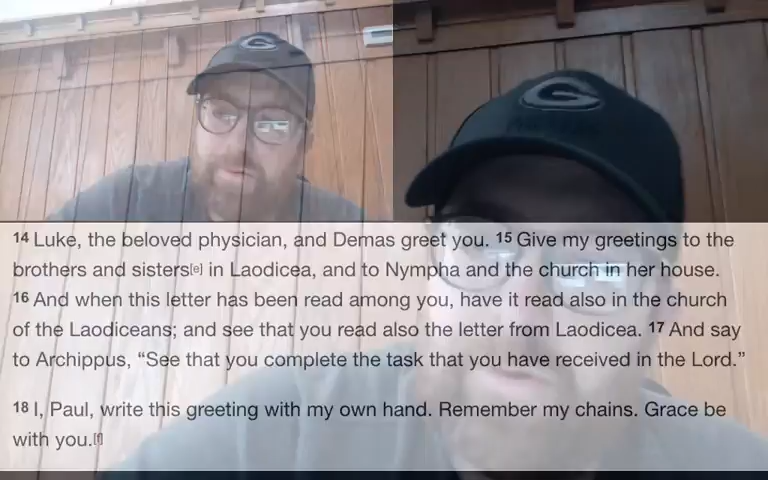 14 Luke, the beloved physician, and Demas greet you. 15 Give my greetings to the
brothers and sisters[e] in Laodicea, and to Nympha and the church in her house.
16 And when this letter has been read among you, have it read also in the church
of the Laodiceans; and see that you read also the letter from Laodicea. 17 And say
to Archippus, “See that you complete the task that you have received in the Lord.”
18 I, Paul, write this greeting with my own hand. Remember my chains. Grace be
with you.[f]